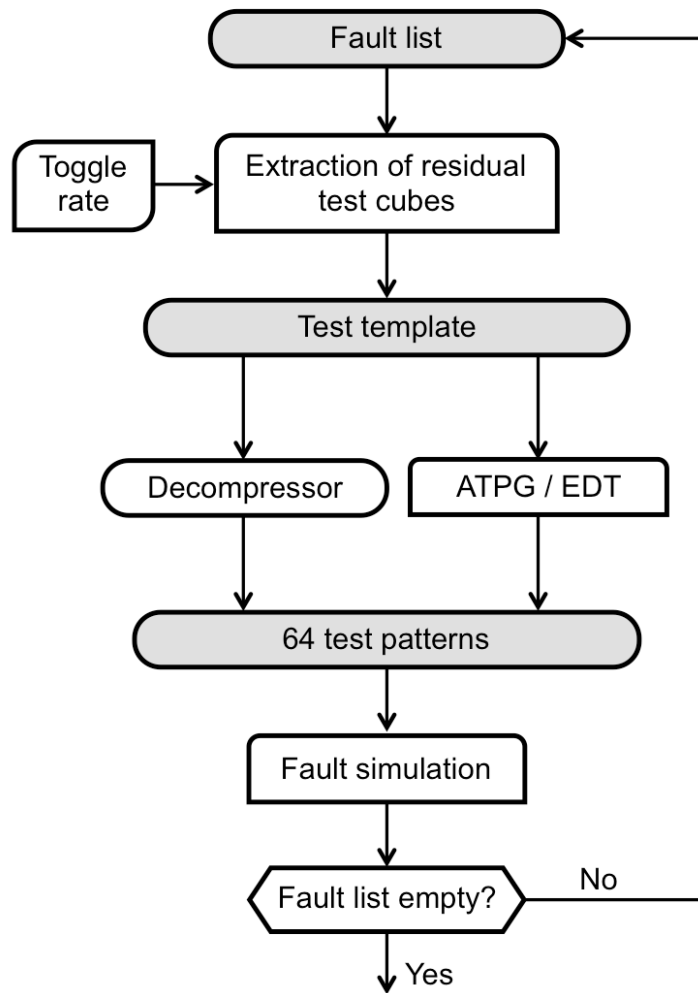 Fault list
Toggle
rate
Extraction of residual
test cubes
Test template
Decompressor
ATPG / EDT
64 test patterns
Fault simulation
Fault list empty?
No
Yes